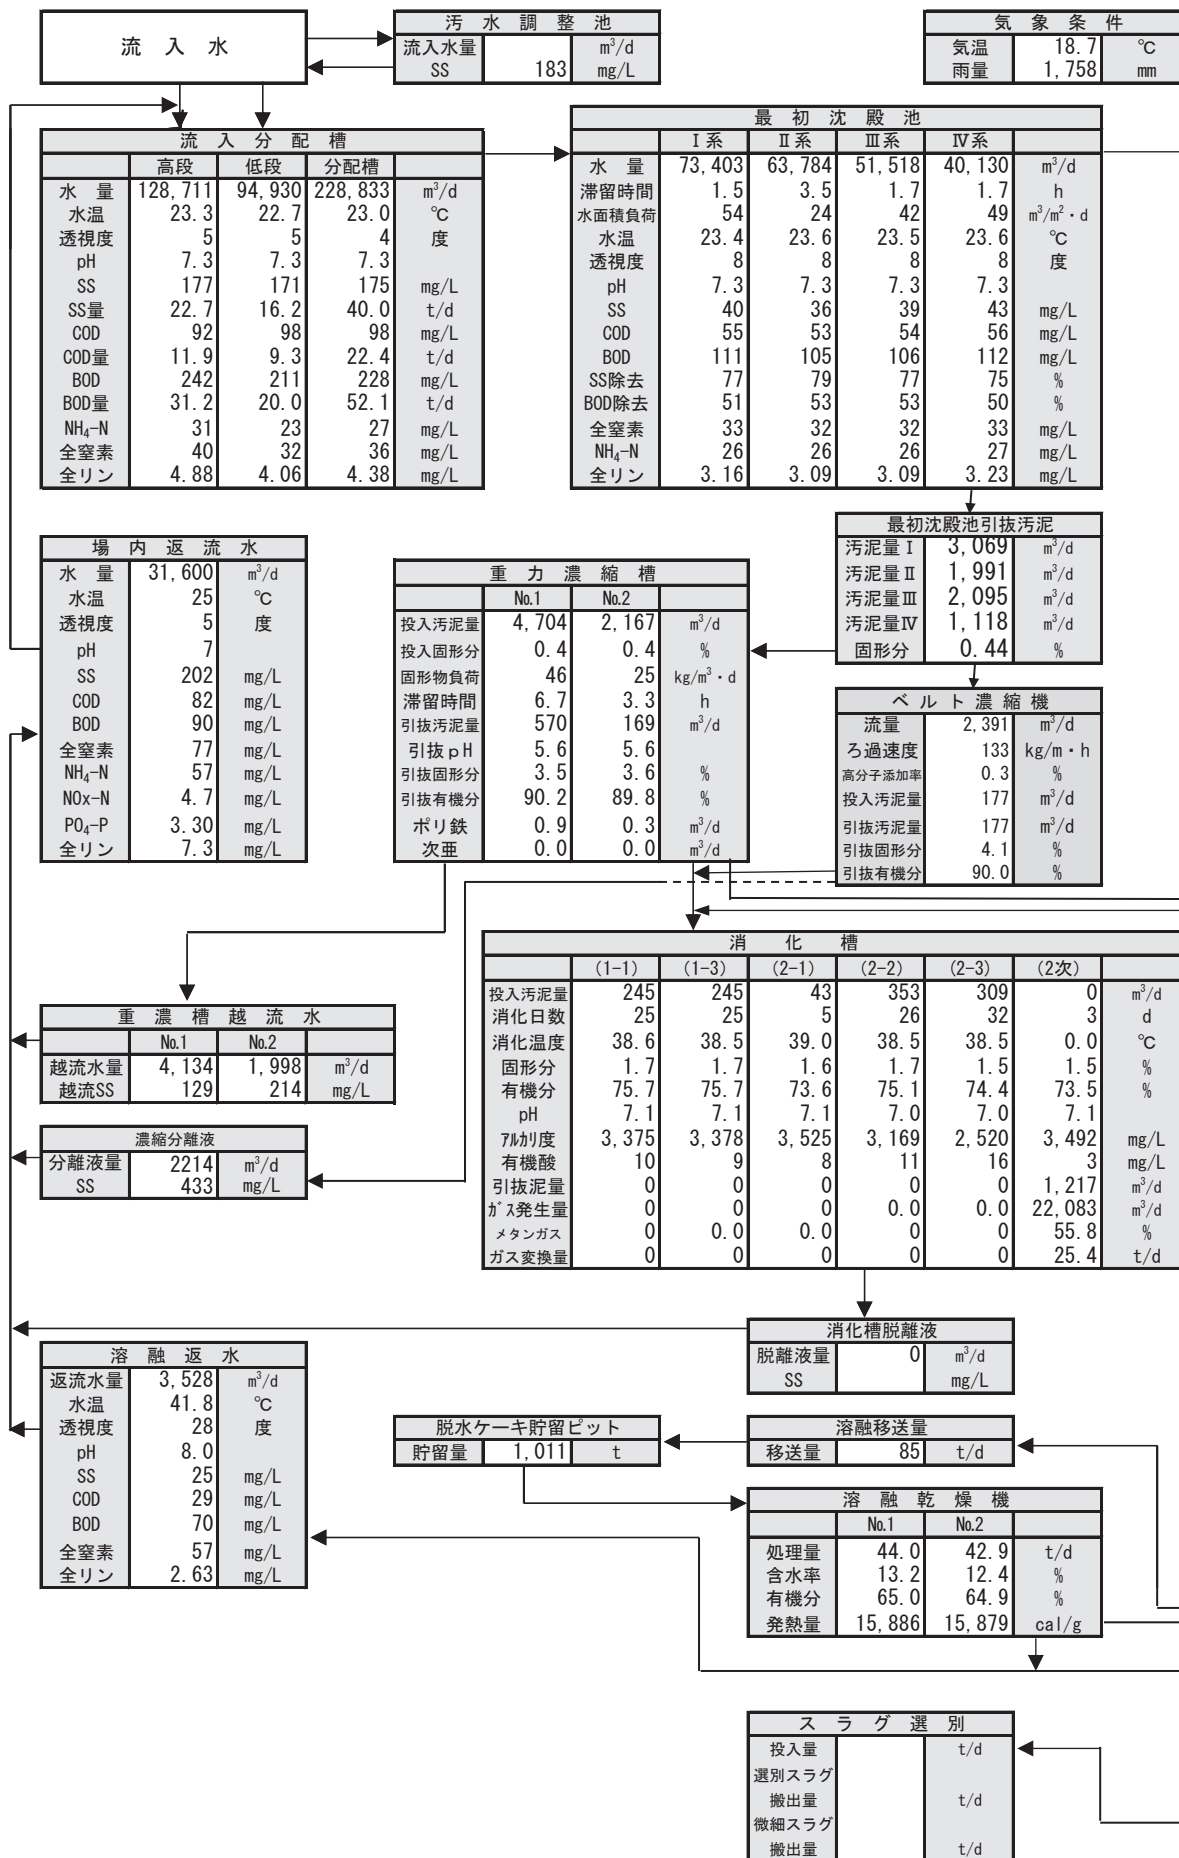 流 入 水
汚 水 調 整 池
流入水量 m³/d
SS 183 mg/L
気 象 条 件
気温 18.7 ℃
雨量 1,758 mm
流 入 分 配 槽
高段 低段 分配槽
水 量 128,711 94,930 228,833 m³/d
水温 23.3 22.7 23.0 ℃
透視度 5 5 4 度
pH 7.3 7.3 7.3
SS 177 171 175 mg/L
SS量 22.7 16.2 40.0 t/d
COD 92 98 98 mg/L
COD量 11.9 9.3 22.4 t/d
BOD 242 211 228 mg/L
BOD量 31.2 20.0 52.1 t/d
NH₄-N 31 23 27 mg/L
全窒素 40 32 36 mg/L
全リン 4.88 4.06 4.38 mg/L
最 初 沈 殿 池
Ⅰ系 Ⅱ系 Ⅲ系 Ⅳ系
水 量 73,403 63,784 51,518 40,130 m³/d
滞留時間 1.5 3.5 1.7 1.7 h
水面積負荷 54 24 42 49 m³/m²・d
水温 23.4 23.6 23.5 23.6 ℃
透視度 8 8 8 8 度
pH 7.3 7.3 7.3 7.3
SS 40 36 39 43 mg/L
COD 55 53 54 56 mg/L
BOD 111 105 106 112 mg/L
SS除去 77 79 77 75 %
BOD除去 51 53 53 50 %
全窒素 33 32 32 33 mg/L
NH₄-N 26 26 26 27 mg/L
全リン 3.16 3.09 3.09 3.23 mg/L
最初沈殿池引抜汚泥
汚泥量Ⅰ 3,069 m³/d
汚泥量Ⅱ 1,991 m³/d
汚泥量Ⅲ 2,095 m³/d
汚泥量Ⅳ 1,118 m³/d
固形分 0.44 %
場 内 返 流 水
水 量 31,600 m³/d
水温 25 ℃
透視度 5 度
pH 7
SS 202 mg/L
COD 82 mg/L
BOD 90 mg/L
全窒素 77 mg/L
NH₄-N 57 mg/L
NOx-N 4.7 mg/L
PO₄-P 3.30 mg/L
全リン 7.3 mg/L
重 力 濃 縮 槽
No.1 No.2
投入汚泥量 4,704 2,167 m³/d
投入固形分 0.4 0.4 %
固形物負荷 46 25 kg/m³・d
滞留時間 6.7 3.3 h
引抜汚泥量 570 169 m³/d
引抜pH 5.6 5.6
引抜固形分 3.5 3.6 %
引抜有機分 90.2 89.8 %
ポリ鉄 0.9 0.3 m³/d
次亜 0.0 0.0 m³/d
ベ ル ト 濃 縮 機
流量 2,391 m³/d
ろ過速度 133 kg/m・h
高分子添加率 0.3 %
投入汚泥量 177 m³/d
引抜汚泥量 177 m³/d
引抜固形分 4.1 %
引抜有機分 90.0 %
消 化 槽
(1-1) (1-3) (2-1) (2-2) (2-3) (2次)
投入汚泥量 245 245 43 353 309 0 m³/d
消化日数 25 25 5 26 32 3 d
消化温度 38.6 38.5 39.0 38.5 38.5 0.0 ℃
固形分 1.7 1.7 1.6 1.7 1.5 1.5 %
有機分 75.7 75.7 73.6 75.1 74.4 73.5 %
pH 7.1 7.1 7.1 7.0 7.0 7.1
ｱﾙｶﾘ度 3,375 3,378 3,525 3,169 2,520 3,492 mg/L
有機酸 10 9 8 11 16 3 mg/L
引抜泥量 0 0 0 0 0 1,217 m³/d
ｶﾞｽ発生量 0 0 0 0.0 0.0 22,083 m³/d
メタンガス 0 0.0 0.0 0 0 55.8 %
ガス変換量 0 0 0 0 0 25.4 t/d
重 濃 槽 越 流 水
No.1 No.2
越流水量 4,134 1,998 m³/d
越流SS 129 214 mg/L
濃縮分離液
分離液量 2214 m³/d
SS 433 mg/L
消化槽脱離液
脱離液量 0 m³/d
SS mg/L
溶 融 返 水
返流水量 3,528 m³/d
水温 41.8 ℃
透視度 28 度
pH 8.0
SS 25 mg/L
COD 29 mg/L
BOD 70 mg/L
全窒素 57 mg/L
全リン 2.63 mg/L
脱水ケーキ貯留ピット
貯留量 1,011 t
溶融移送量
移送量 85 t/d
溶 融 乾 燥 機
No.1 No.2
処理量 44.0 42.9 t/d
含水率 13.2 12.4 %
有機分 65.0 64.9 %
発熱量 15,886 15,879 cal/g
ス ラ グ 選 別
投入量 t/d
選別スラグ
搬出量 t/d
微細スラグ
搬出量 t/d